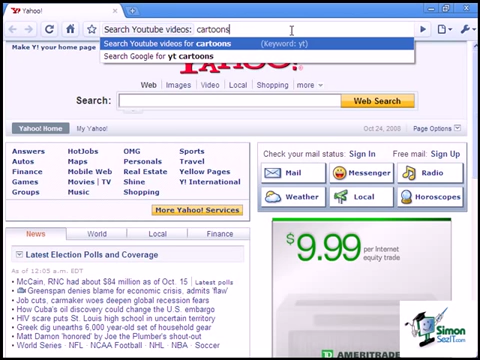 Yahoo!
Search Youtube videos: cartoons
Search Youtube videos for cartoons (Keyword: yt)
Search Google for yt cartoons
Make Y! your home page
YAHOO!
Web Images Video Local Shopping more
Search: Web Search
Yahoo! Home My Yahoo! Oct 24, 2008 Page Options
Answers HotJobs OMG Sports
Autos Maps Personals Travel
Finance Mobile Web Real Estate Yellow Pages
Games Movies | TV Shine Y! International
Groups Music Shopping
More Yahoo! Services
Check your mail status: Sign In Free mail: Sign Up
Mail Messenger Radio
Weather Local Horoscopes
News World Local Finance
Latest Election Polls and Coverage
As of 12:05 a.m. EDT
• McCain, RNC had about $84 million as of Oct. 15 Latest polls
• Greenspan denies blame for economic crisis, admits 'flaw'
• Job cuts, carmaker woes deepen global recession fears
• How Cuba's oil discovery could change the U.S. embargo
• HIV scare puts St. Louis high school in uncertain territory
• Greek dig unearths 6,000-year-old set of household gear
• Matt Damon 'honored' to buy Joe the Plumber's shout-out
• World Series · NFL · NCAA Football · NHL · NBA · Soccer
$9.99 per Internet equity trade
AMERITRADE
Simon
SezIT.com